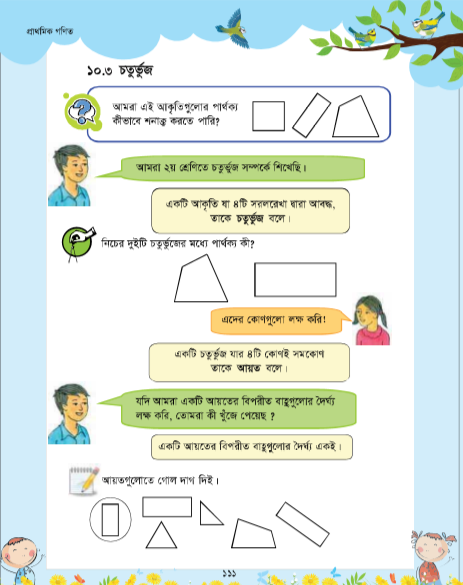 প্রাথমিক গণিত
১০.৩ চতুর্ভুজ
আমরা এই আকৃতিগুলোর পার্থক্য
কীভাবে শনাক্ত করতে পারি?
আমরা ২য় শ্রেণিতে চতুর্ভুজ সম্পর্কে শিখেছি।
একটি আকৃতি যা ৪টি সরলরেখা দ্বারা আবদ্ধ,
তাকে চতুর্ভুজ বলে।
নিচের দুইটি চতুর্ভুজের মধ্যে পার্থক্য কী?
এদের কোণগুলো লক্ষ করি!
একটি চতুর্ভুজ যার ৪টি কোণই সমকোণ
তাকে আয়ত বলে।
যদি আমরা একটি আয়তের বিপরীত বাহুগুলোর দৈর্ঘ্য
লক্ষ করি, তোমরা কী খুঁজে পেয়েছ ?
একটি আয়তের বিপরীত বাহুগুলোর দৈর্ঘ্য একই।
আয়তগুলোতে গোল দাগ দিই।
১১১